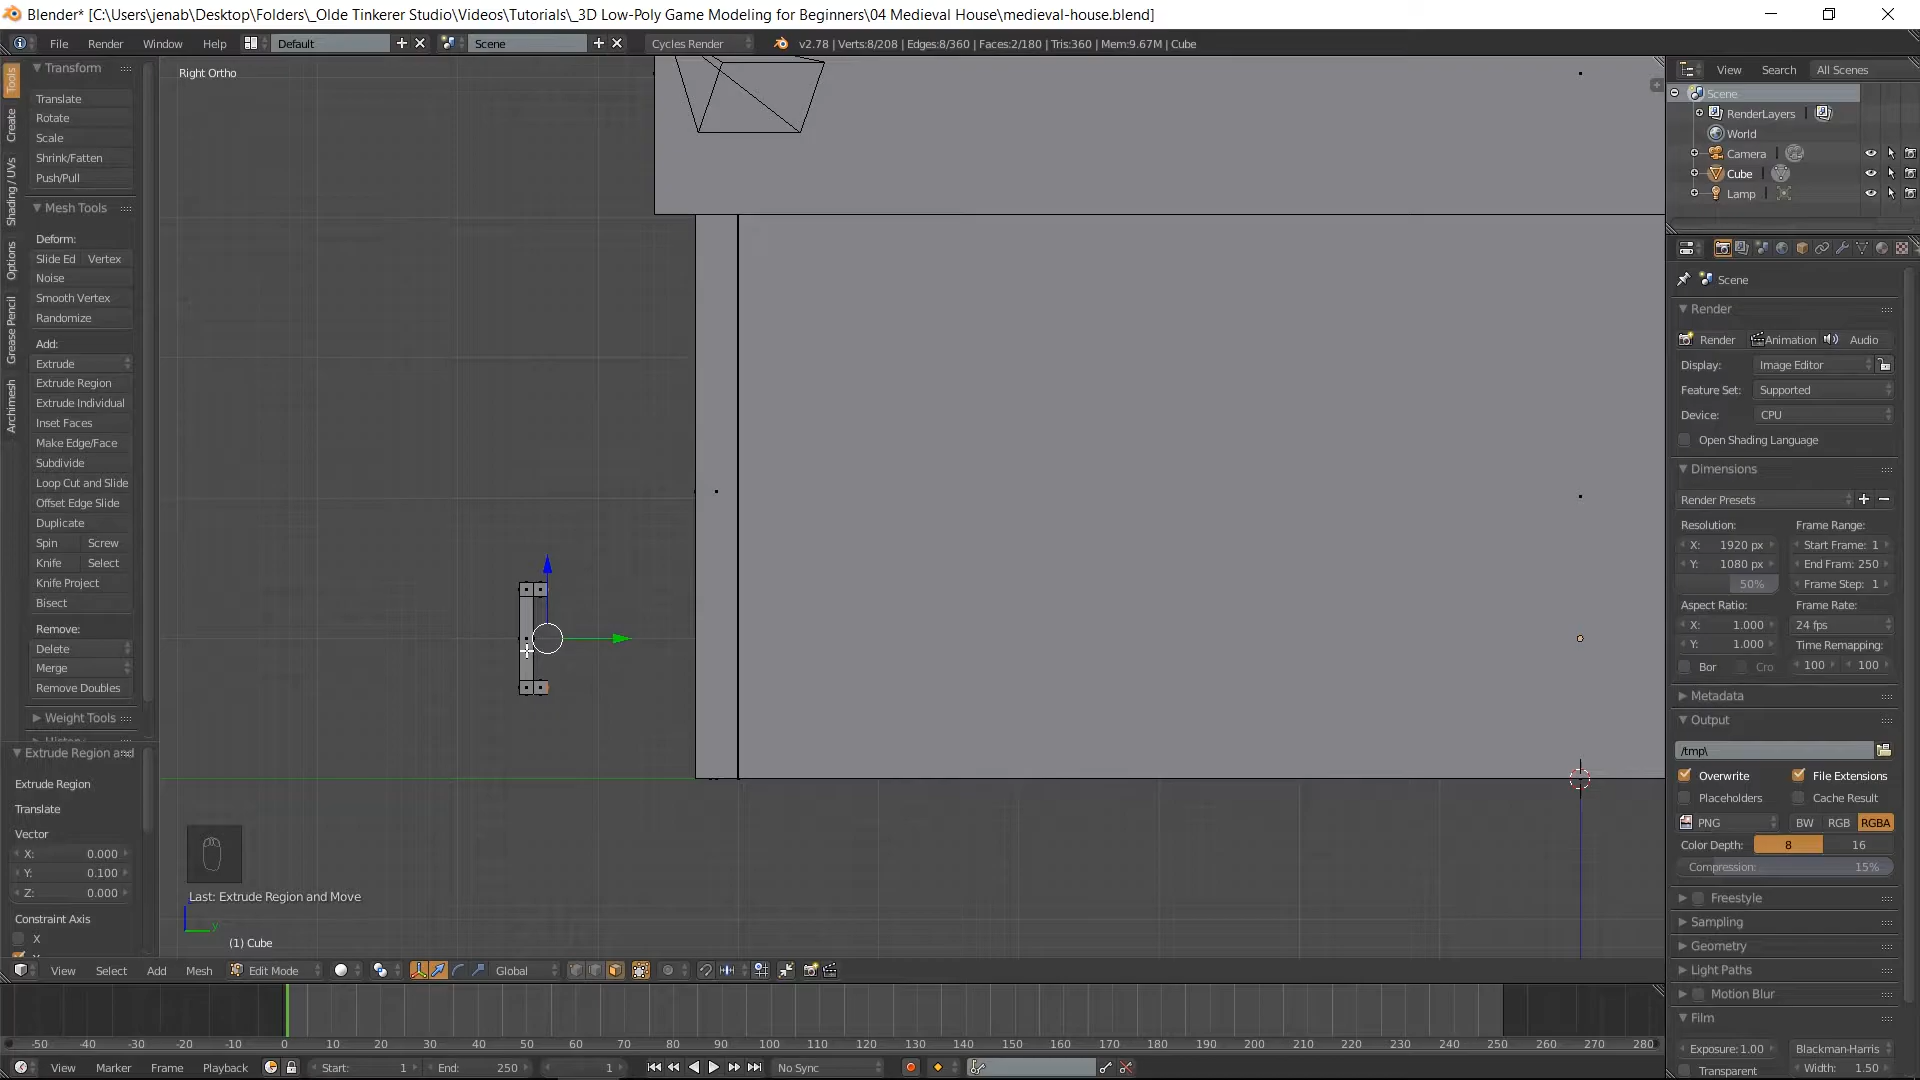 Blender* [C:\Users\jenab\Desktop\Folders\_Olde Tinkerer Studio\Videos\Tutorials\_3D Low-Poly Game Modeling for Beginners\04 Medieval House\medieval-house.blend]
File Render Window Help Default Scene Cycles Render v2.78 | Verts:8/208 | Edges:8/360 | Faces:2/180 | Tris:360 | Mem:9.67M | Cube
View Search All Scenes
Tools
Create
Shading / UVs
Options
Grease Pencil
Archimesh
Transform
Translate
Rotate
Scale
Shrink/Fatten
Push/Pull
Mesh Tools
Deform:
Slide Ed Vertex
Noise
Smooth Vertex
Randomize
Add:
Extrude
Extrude Region
Extrude Individual
Inset Faces
Make Edge/Face
Subdivide
Loop Cut and Slide
Offset Edge Slide
Duplicate
Spin Screw
Knife Select
Knife Project
Bisect
Remove:
Delete
Merge
Remove Doubles
Weight Tools
Extrude Region and
Extrude Region
Translate
Vector
X: 0.000
Y: 0.100
Z: 0.000
Constraint Axis
X
Right Ortho
Last: Extrude Region and Move
y
(1) Cube
Scene
RenderLayers
World
Camera
Cube
Lamp
Scene
Render
Render Animation Audio
Display: Image Editor
Feature Set: Supported
Device: CPU
Open Shading Language
Dimensions
Render Presets
Resolution: Frame Range:
X: 1920 px Start Frame: 1
Y: 1080 px End Fram: 250
50% Frame Step: 1
Aspect Ratio: Frame Rate:
X: 1.000 24 fps
Y: 1.000 Time Remapping:
Bor Cro 100 100
Metadata
Output
/tmp\
Overwrite File Extensions
Placeholders Cache Result
PNG BW RGB RGBA
Color Depth: 8 16
Compression: 15%
Freestyle
Sampling
Geometry
Light Paths
Motion Blur
Film
Exposure: 1.00 Blackman-Harris
Transparent Width: 1.50
View Select Add Mesh Edit Mode Global
-50 -40 -30 -20 -10 0 10 20 30 40 50 60 70 80 90 100 110 120 130 140 150 160 170 180 190 200 210 220 230 240 250 260 270 280
View Marker Frame Playback Start: 1 End: 250 1 No Sync